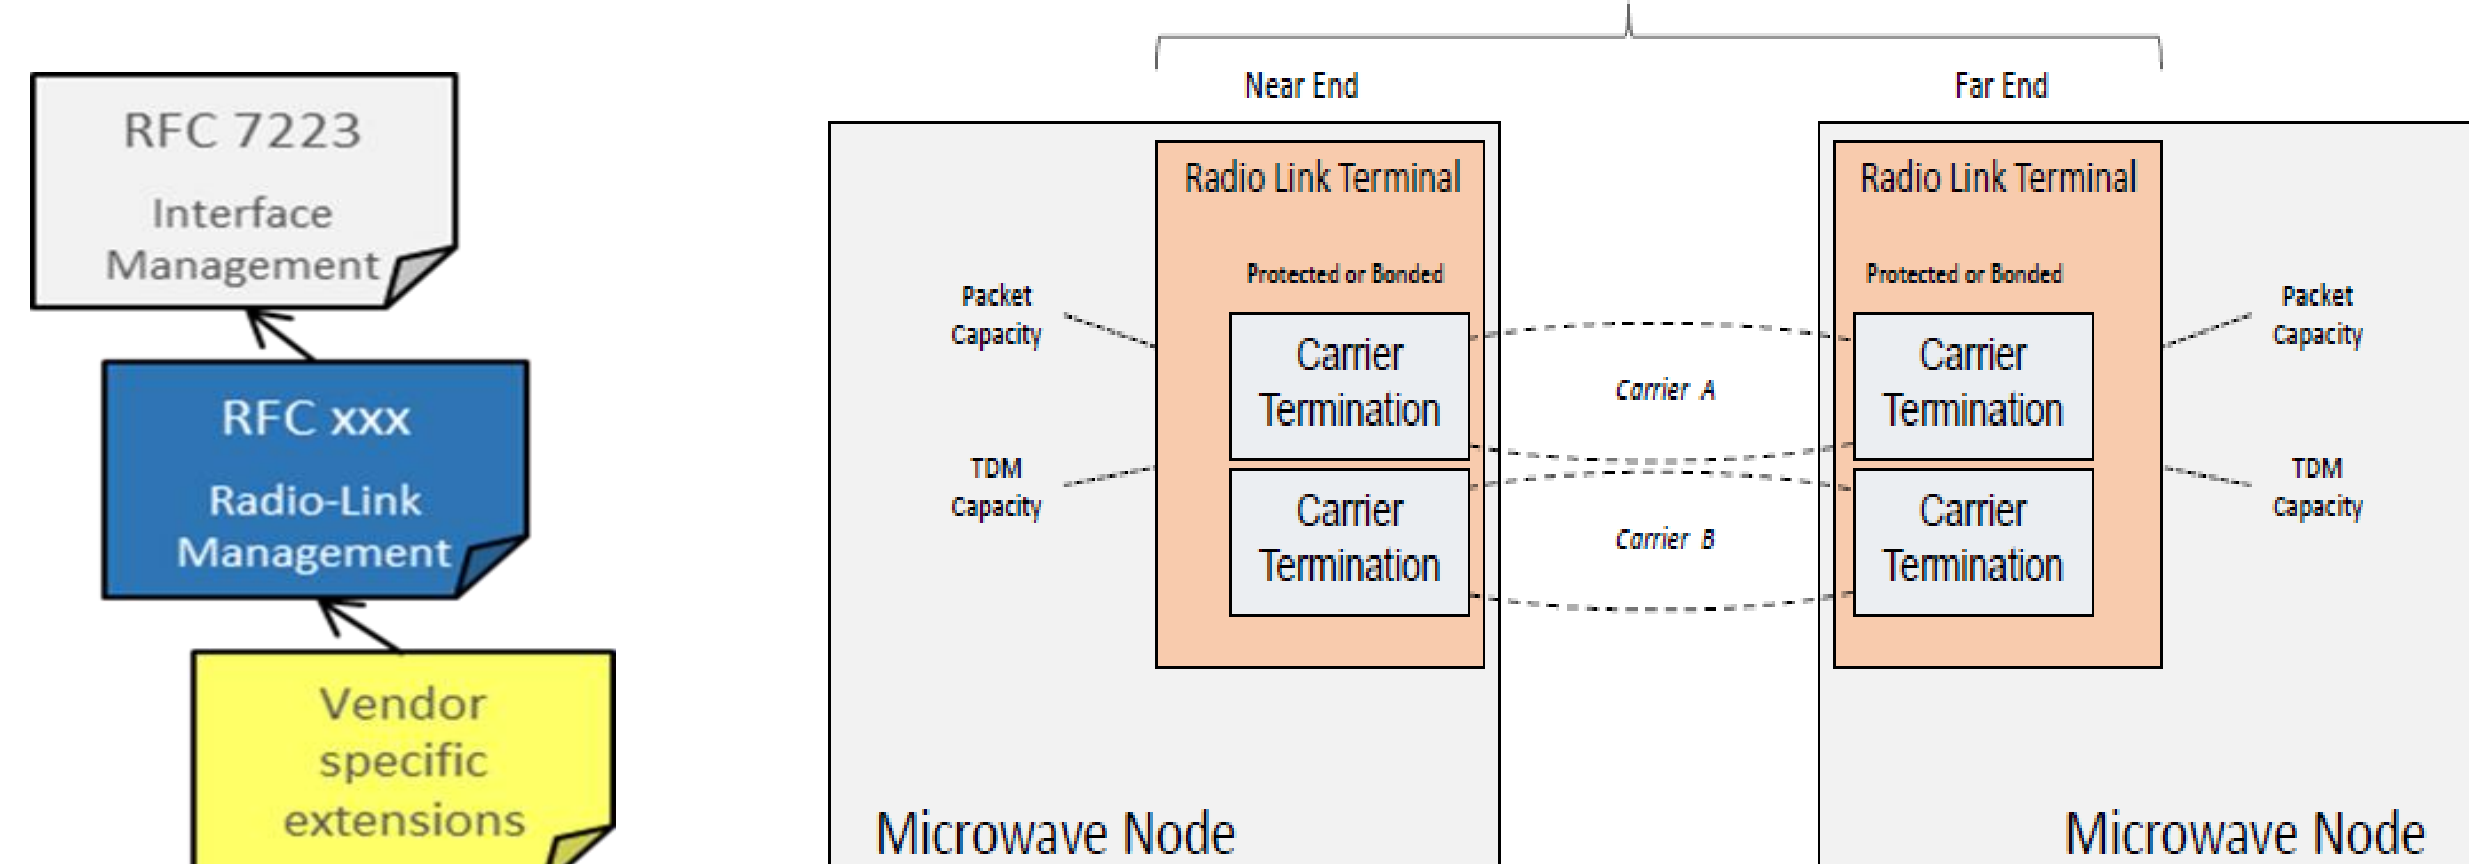 RFC 7223
Interface
Management
RFC xxx
Radio-Link
Management
Vendor
specific
extensions
Near End
Far End
Radio Link Terminal
Radio Link Terminal
Protected or Bonded
Protected or Bonded
Packet
Capacity
Carrier
Termination
Carrier A
Carrier
Termination
Packet
Capacity
TDM
Capacity
Carrier
Termination
Carrier B
Carrier
Termination
TDM
Capacity
Microwave Node
Microwave Node